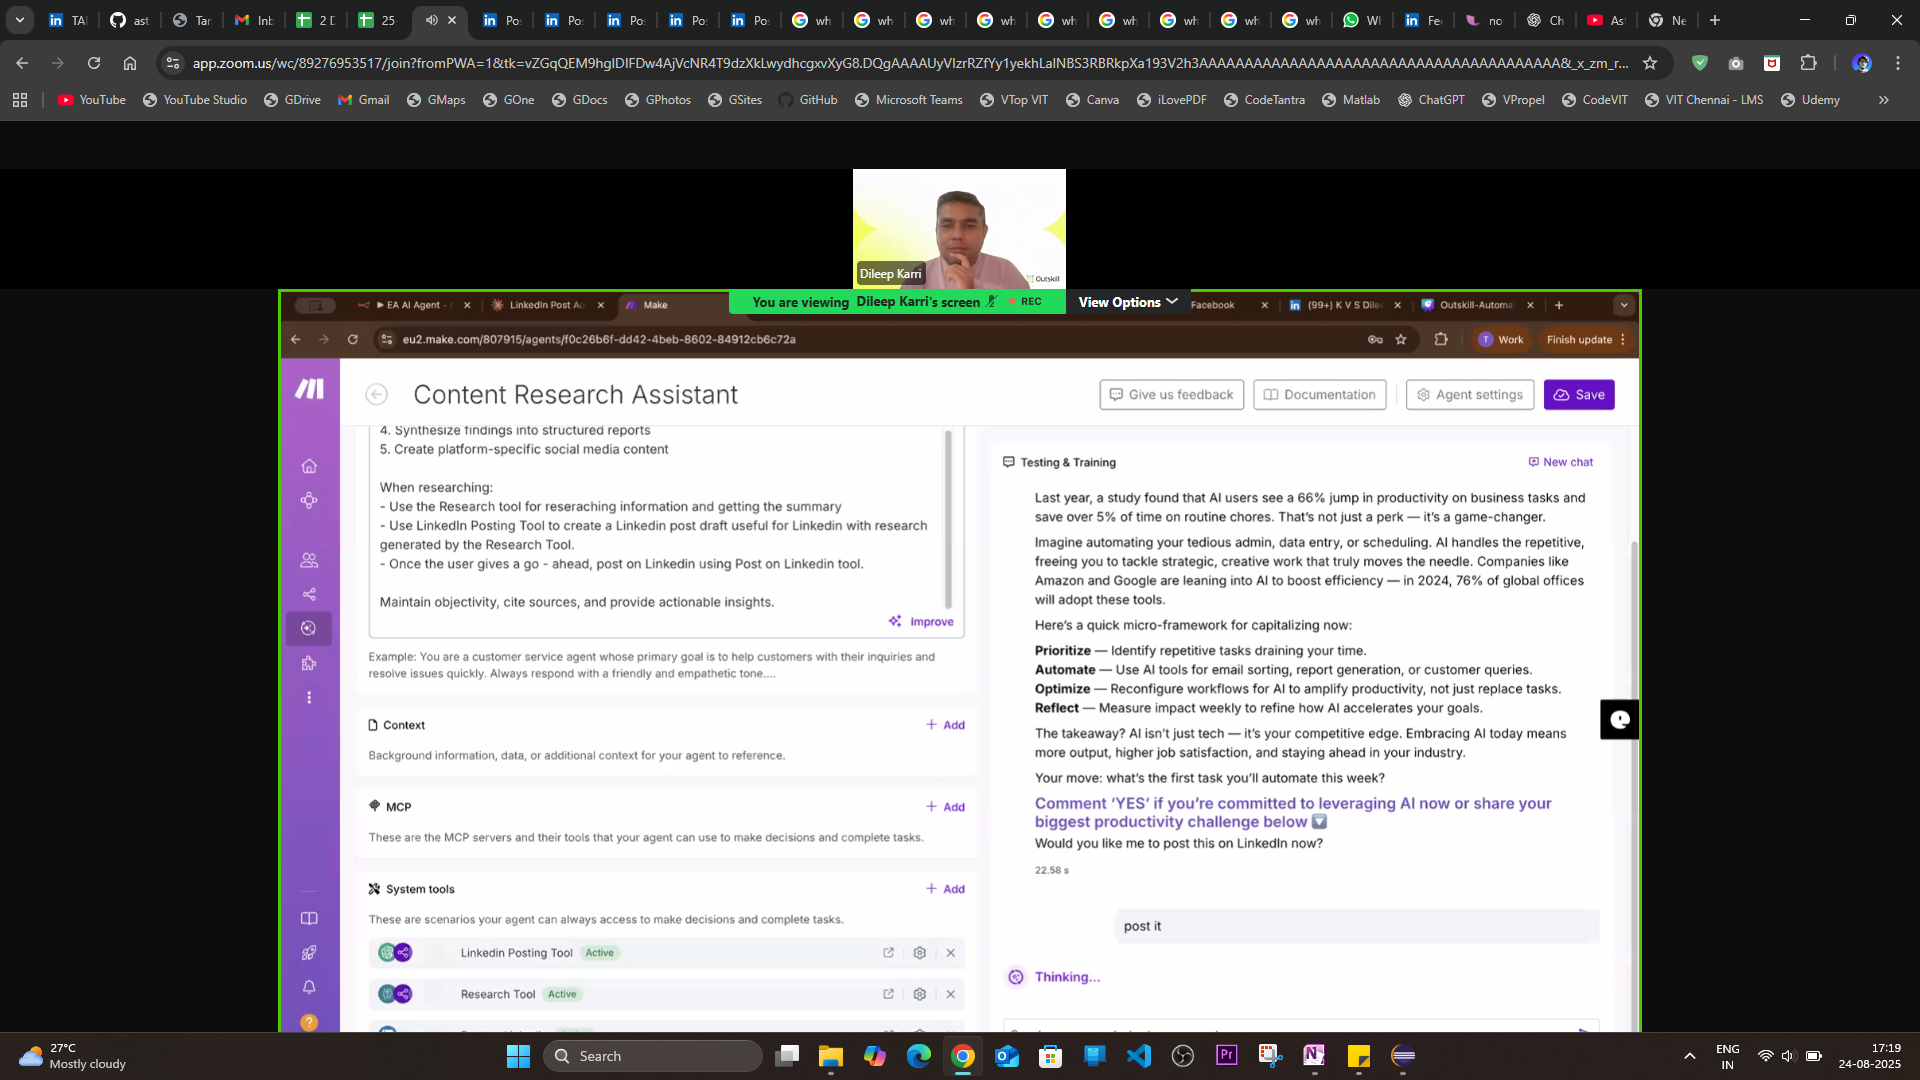 TAI
ast
Tar
Inb
2 D
25-
Po:
Po:
Po:
Po:
Po:
wh
wh
wh
wh
wh
wh
wh
wh
wh
Wh
Fee
no
Ch
As
Ne
YouTube
YouTube Studio
GDrive
Gmail
GMaps
GOne
GDocs
GPhotos
GSites
GitHub
Microsoft Teams
VTop VIT
Canva
iLovePDF
CodeTantra
Matlab
ChatGPT
VPropel
CodeVIT
VIT Chennai - LMS
Udemy
Dileep Karri
Outskill
EA AI Agent -
LinkedIn Post Au
Make
You are viewing Dileep Karri's screen
REC
View Options
Facebook
(99+) K V S Dile
Outskill-Automa
eu2.make.com/807915/agents/f0c26b6f-dd42-4beb-8602-84912cb6c72a
Work
Finish update
Content Research Assistant
Give us feedback
Documentation
Agent settings
Save
4. Synthesize findings into structured reports
5. Create platform-specific social media content
When researching:
- Use the Research tool for reseraching information and getting the summary
- Use LinkedIn Posting Tool to create a Linkedin post draft useful for Linkedin with research
generated by the Research Tool.
- Once the user gives a go - ahead, post on Linkedin using Post on Linkedin tool.
Maintain objectivity, cite sources, and provide actionable insights.
Improve
Example: You are a customer service agent whose primary goal is to help customers with their inquiries and
resolve issues quickly. Always respond with a friendly and empathetic tone....
Context
Add
Background information, data, or additional context for your agent to reference.
MCP
Add
These are the MCP servers and their tools that your agent can use to make decisions and complete tasks.
System tools
Add
These are scenarios your agent can always access to make decisions and complete tasks.
Linkedin Posting Tool Active
Research Tool Active
Testing & Training
New chat
Last year, a study found that AI users see a 66% jump in productivity on business tasks and
save over 5% of time on routine chores. That's not just a perk — it's a game-changer.
Imagine automating your tedious admin, data entry, or scheduling. AI handles the repetitive,
freeing you to tackle strategic, creative work that truly moves the needle. Companies like
Amazon and Google are leaning into AI to boost efficiency — in 2024, 76% of global offices
will adopt these tools.
Here's a quick micro-framework for capitalizing now:
Prioritize — Identify repetitive tasks draining your time.
Automate — Use AI tools for email sorting, report generation, or customer queries.
Optimize — Reconfigure workflows for AI to amplify productivity, not just replace tasks.
Reflect — Measure impact weekly to refine how AI accelerates your goals.
The takeaway? AI isn't just tech — it's your competitive edge. Embracing AI today means
more output, higher job satisfaction, and staying ahead in your industry.
Your move: what's the first task you'll automate this week?
Comment 'YES' if you're committed to leveraging AI now or share your
biggest productivity challenge below
Would you like me to post this on LinkedIn now?
22.58 s
post it
Thinking...
27°C
Mostly cloudy
Search
ENG
IN
17:19
24-08-2025